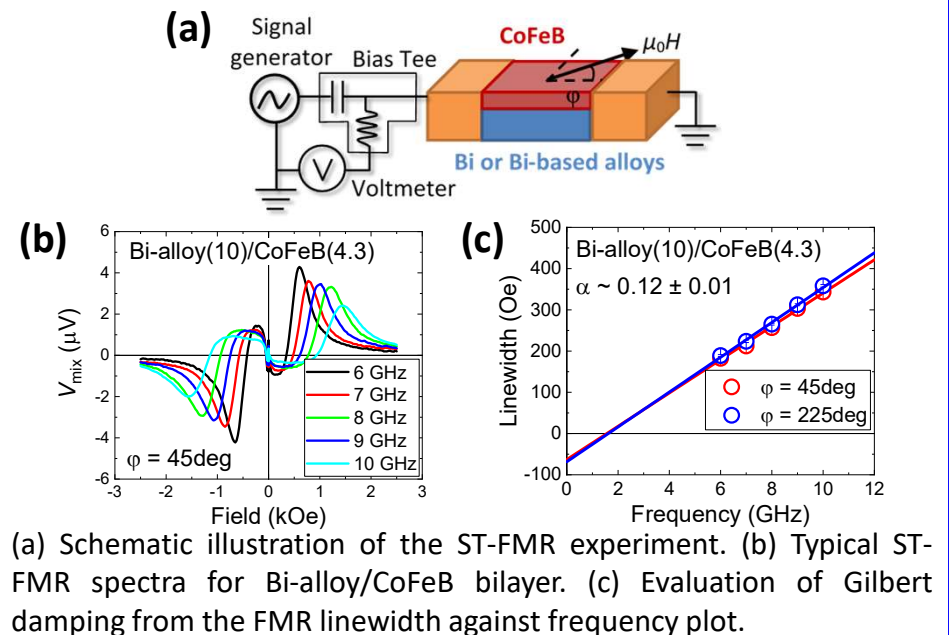 (a)
Signal
generator
Bias Tee
CoFeB
μ₀H
φ
Bi or Bi-based alloys
V
Voltmeter
(b)
Bi-alloy(10)/CoFeB(4.3)
6
4
2
0
-2
-4
-6
V_mix (μV)
6 GHz
7 GHz
8 GHz
9 GHz
10 GHz
φ = 45deg
-3 -2 -1 0 1 2 3
Field (kOe)
(c)
Bi-alloy(10)/CoFeB(4.3)
α ~ 0.12 ± 0.01
500
400
300
200
100
0
-100
Linewidth (Oe)
φ = 45deg
φ = 225deg
0 2 4 6 8 10 12
Frequency (GHz)
(a) Schematic illustration of the ST-FMR experiment. (b) Typical ST-
FMR spectra for Bi-alloy/CoFeB bilayer. (c) Evaluation of Gilbert
damping from the FMR linewidth against frequency plot.